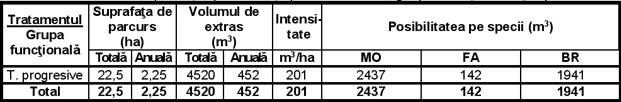 Tratamentul
Grupa
funcţională
Suprafaţa de
parcurs
(ha)
Volumul de
extras
(m³)
Intensi-
tate
Posibilitatea pe specii (m³)
Totală Anuală Totală Anuală m³/ha MO FA BR
T. progresive 22,5 2,25 4520 452 201 2437 142 1941
Total 22,5 2,25 4520 452 201 2437 142 1941